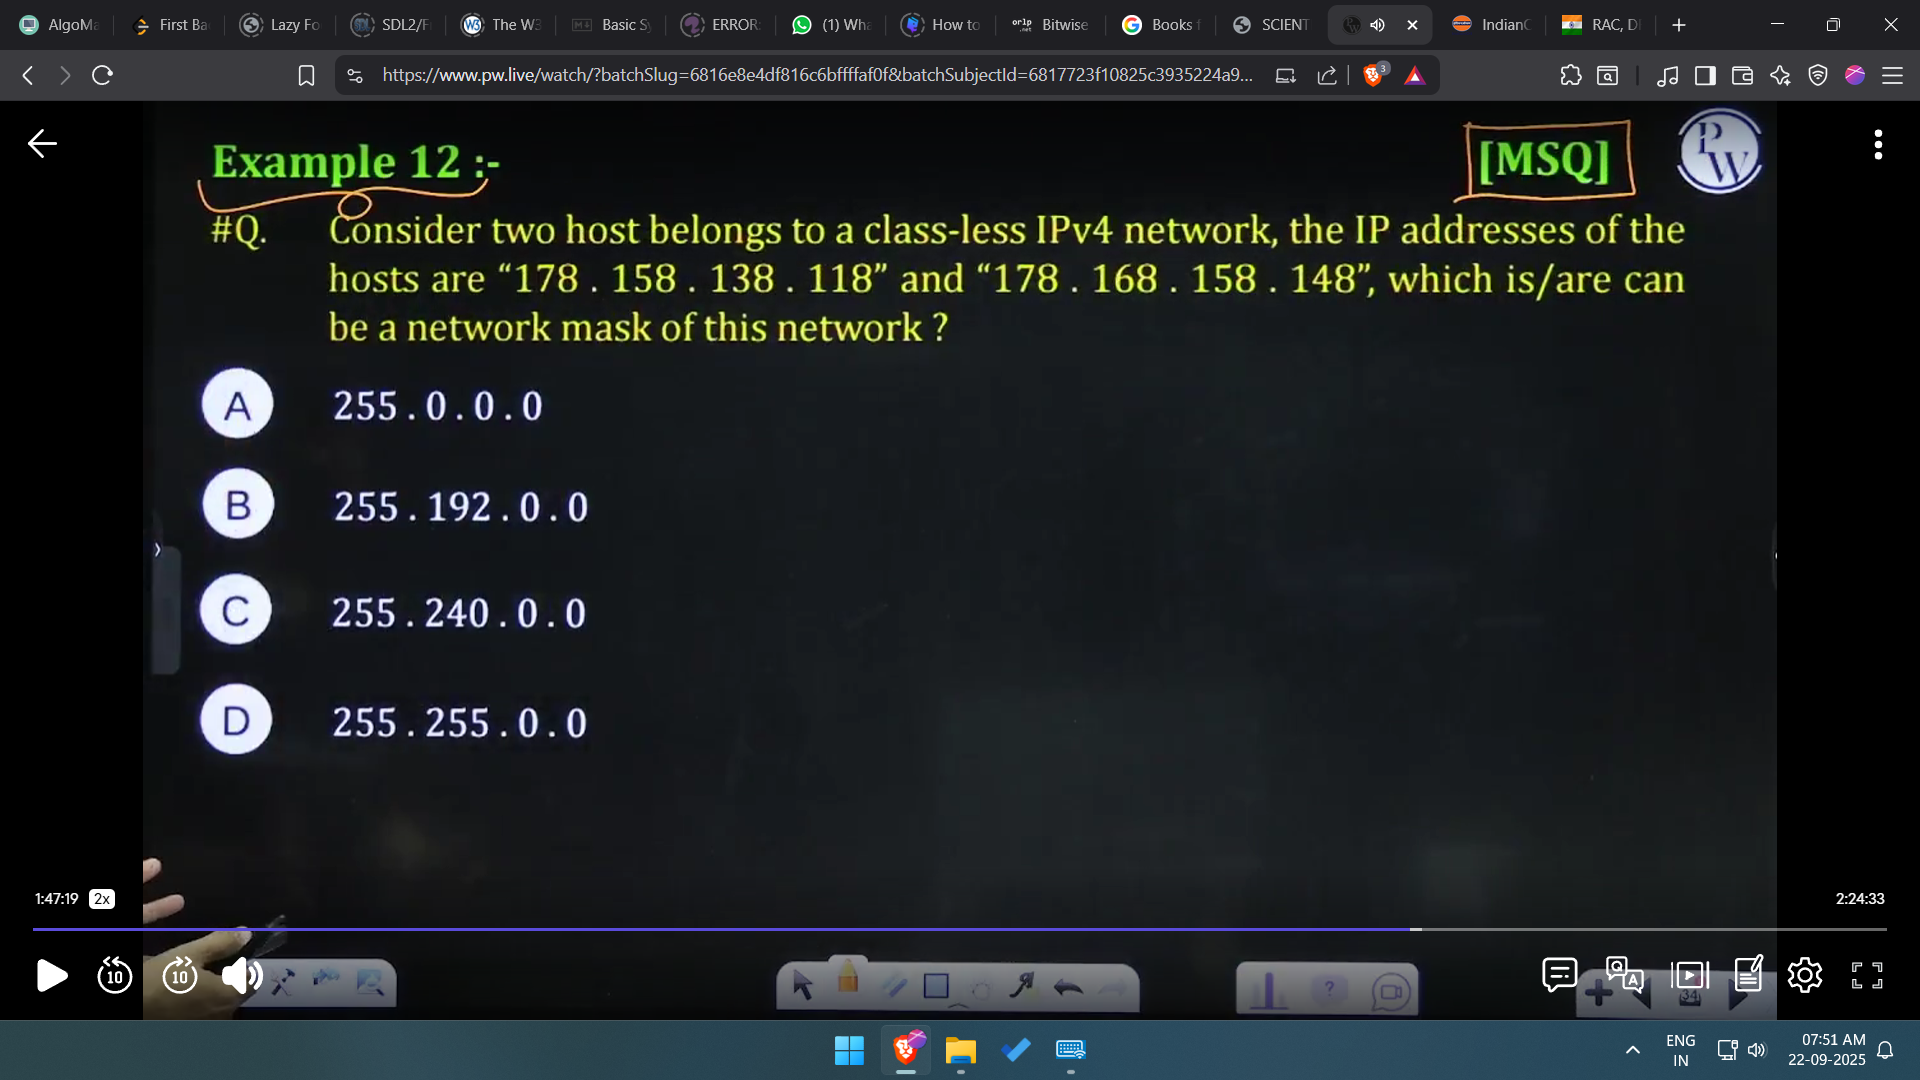 AlgoMa
First Ba
Lazy Fo
SDL2/F
The W3
Basic Sy
ERROR:
(1) Wha
How to
orlp .net
Bitwise
Books f
SCIENT
IndianC
RAC, D
https://www.pw.live/watch/?batchSlug=6816e8e4df816c6bffffaf0f&batchSubjectId=6817723f10825c3935224a9...
3
Example 12 :-
[MSQ]
P W
#Q. Consider two host belongs to a class-less IPv4 network, the IP addresses of the
hosts are “178 . 158 . 138 . 118” and “178 . 168 . 158 . 148”, which is/are can
be a network mask of this network ?
A 255 . 0 . 0 . 0
B 255 . 192 . 0 . 0
C 255 . 240 . 0 . 0
D 255 . 255 . 0 . 0
1:47:19 2x
2:24:33
10
10
Q A
34
ENG
IN
07:51 AM
22-09-2025